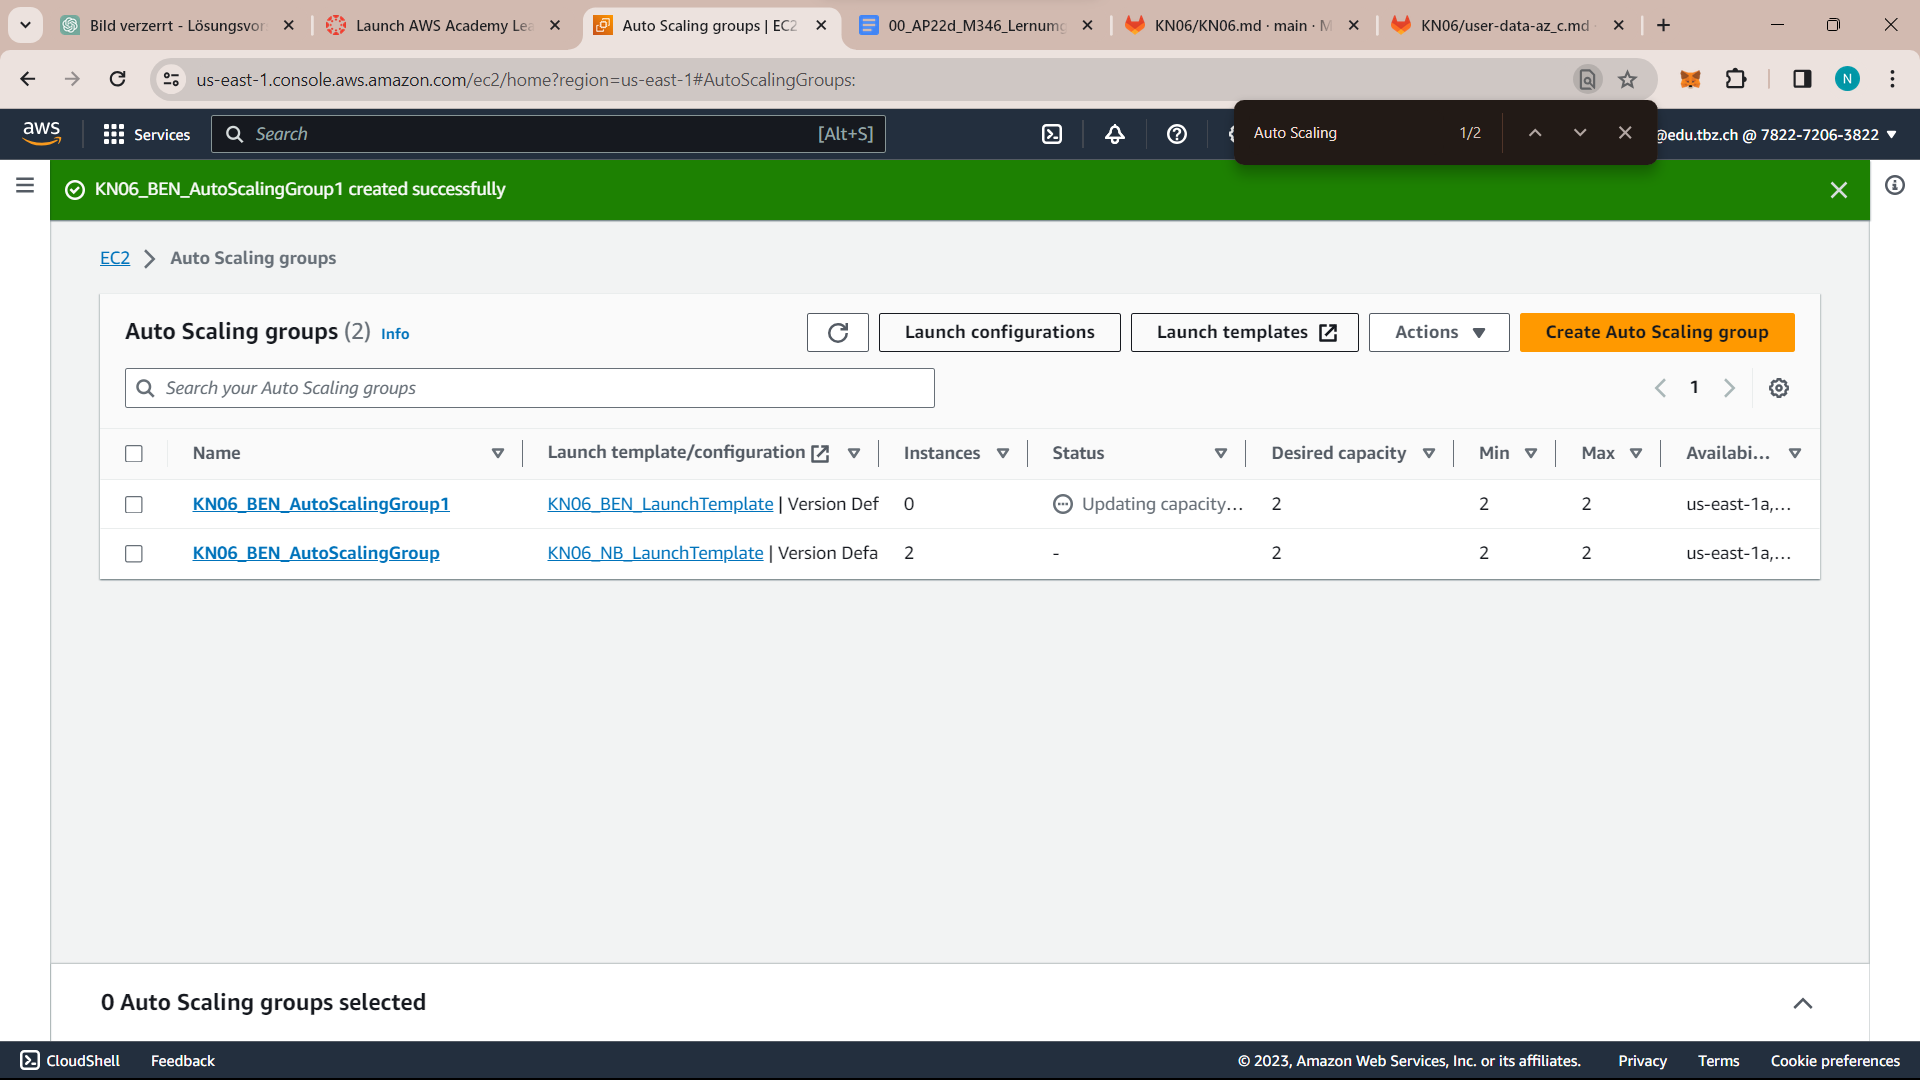 Bild verzerrt - Lösungsvor
Launch AWS Academy Lea
Auto Scaling groups | EC2
00_AP22d_M346_Lernumg
KN06/KN06.md · main · M
KN06/user-data-az_c.md ·
us-east-1.console.aws.amazon.com/ec2/home?region=us-east-1#AutoScalingGroups:
N
aws
Services
Search
[Alt+S]
Auto Scaling
1/2
@edu.tbz.ch @ 7822-7206-3822
KN06_BEN_AutoScalingGroup1 created successfully
EC2
Auto Scaling groups
Auto Scaling groups (2) Info
Launch configurations
Launch templates
Actions
Create Auto Scaling group
Search your Auto Scaling groups
1
Name
Launch template/configuration
Instances
Status
Desired capacity
Min
Max
Availabi...
KN06_BEN_AutoScalingGroup1
KN06_BEN_LaunchTemplate | Version Def
0
Updating capacity...
2
2
2
us-east-1a,...
KN06_BEN_AutoScalingGroup
KN06_NB_LaunchTemplate | Version Defa
2
-
2
2
2
us-east-1a,...
0 Auto Scaling groups selected
CloudShell
Feedback
© 2023, Amazon Web Services, Inc. or its affiliates.
Privacy
Terms
Cookie preferences